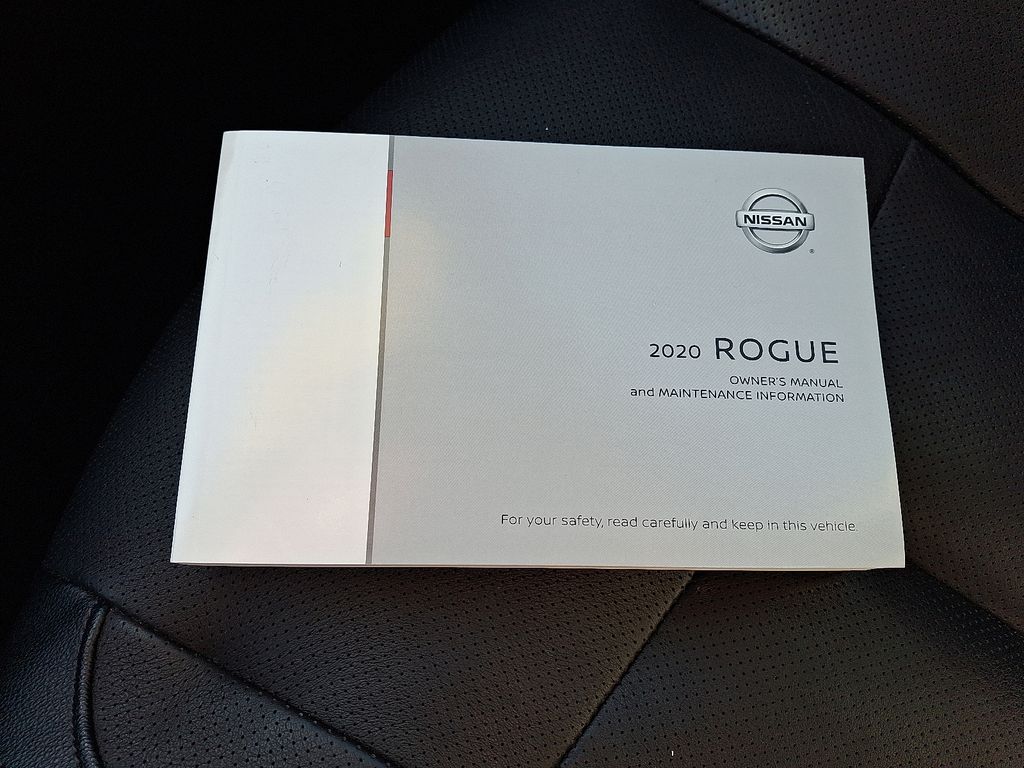 NISSAN
2020 ROGUE
OWNER'S MANUAL
and MAINTENANCE INFORMATION
For your safety, read carefully and keep in this vehicle.